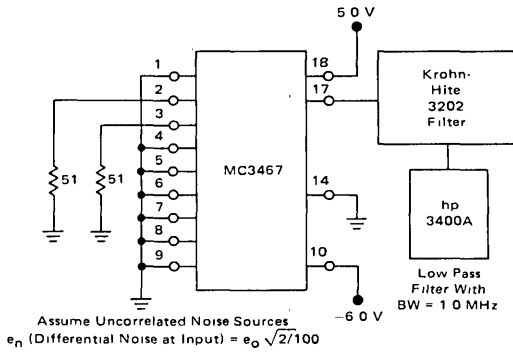 5 0 V
1
18
2
17
3
4
51
51
5
MC3467
6
14
7
8
9
10
Krohn-
Hite
3202
Filter
hp
3400A
Low Pass
Filter With
BW = 1 0 MHz
-6 0 V
Assume Uncorrelated Noise Sources
en (Differential Noise at Input) = eo √2/100